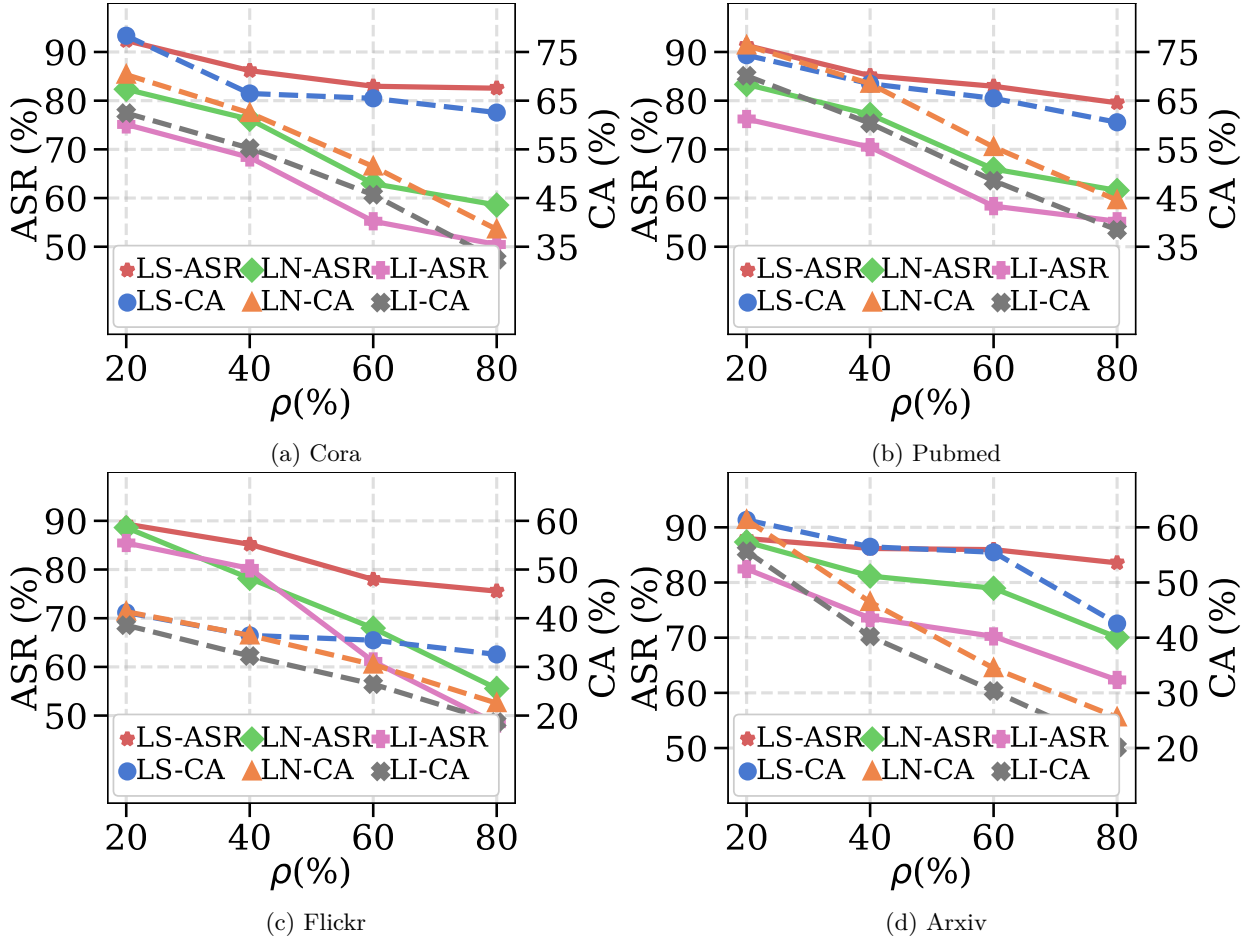 90
80
70
60
50
ASR (%)
75
65
55
45
35
CA (%)
LS-ASR LN-ASR LI-ASR
LS-CA LN-CA LI-CA
20 40 60 80
ρ(%)
(a) Cora
90
80
70
60
50
ASR (%)
75
65
55
45
35
CA (%)
LS-ASR LN-ASR LI-ASR
LS-CA LN-CA LI-CA
20 40 60 80
ρ(%)
(b) Pubmed
90
80
70
60
50
ASR (%)
60
50
40
30
20
CA (%)
LS-ASR LN-ASR LI-ASR
LS-CA LN-CA LI-CA
20 40 60 80
ρ(%)
(c) Flickr
90
80
70
60
50
ASR (%)
60
50
40
30
20
CA (%)
LS-ASR LN-ASR LI-ASR
LS-CA LN-CA LI-CA
20 40 60 80
ρ(%)
(d) Arxiv